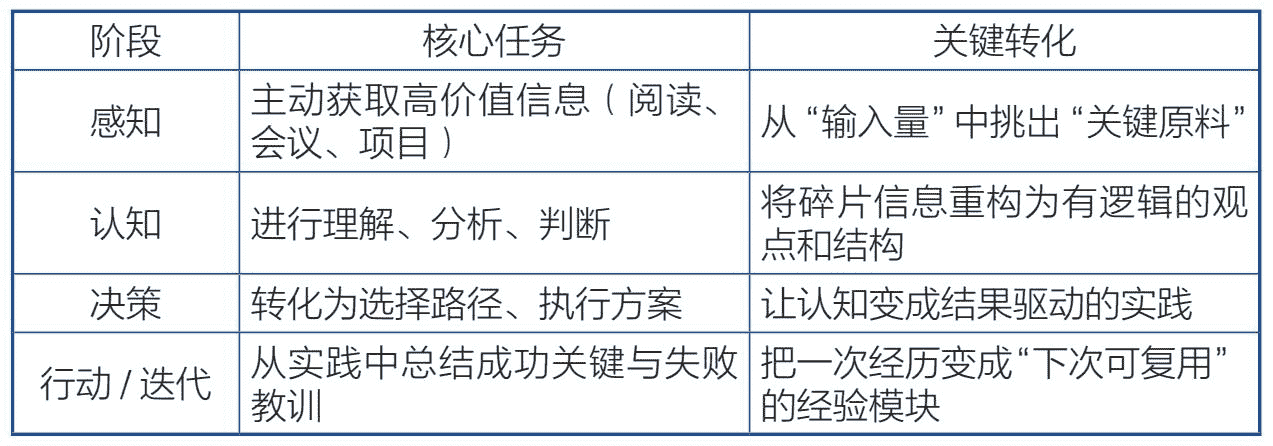 阶段 核心任务 关键转化
感知
主动获取高价值信息（阅读、
会议、项目）
从“输入量”中挑出“关键原料”
认知
进行理解、分析、判断
将碎片信息重构为有逻辑的观
点和结构
决策
转化为选择路径、执行方案
让认知变成结果驱动的实践
行动 / 迭代
从实践中总结成功关键与失败
教训
把一次经历变成“下次可复用”
的经验模块